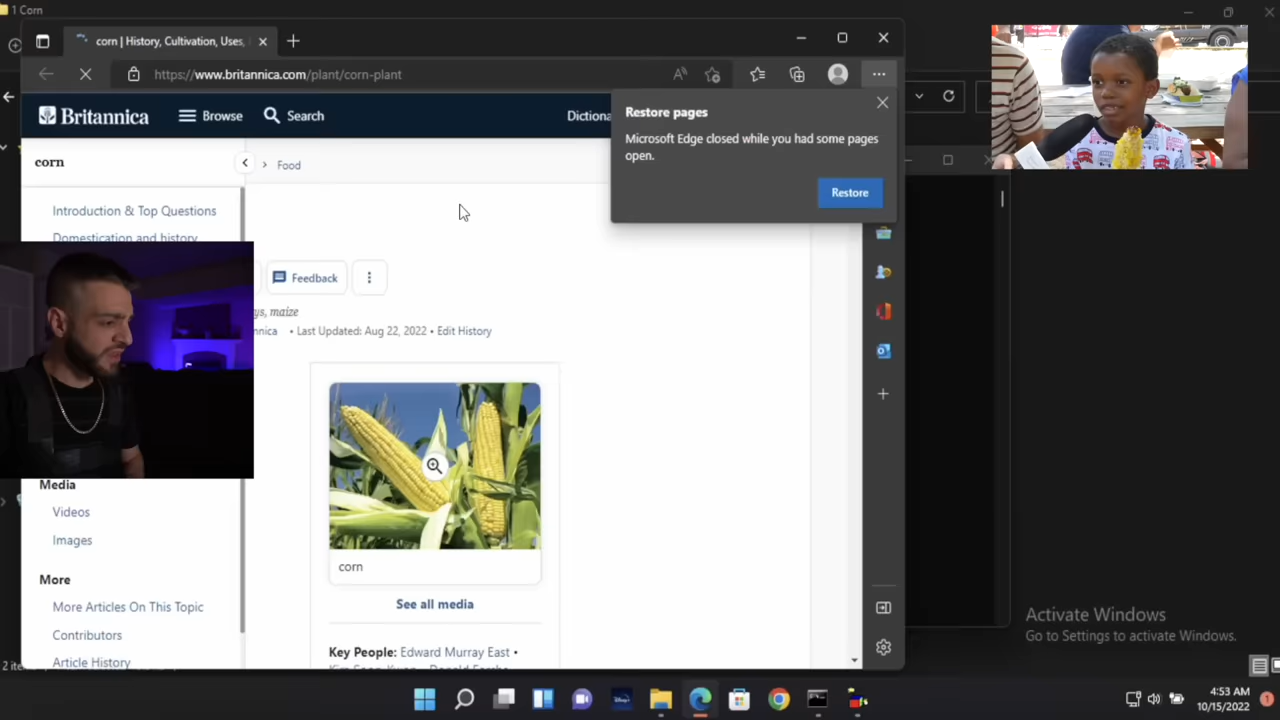 1 Corn
corn | History, Cultivation, Uses,
https://www.britannica.com/plant/corn-plant
Britannica
Browse
Search
Dictiona
Restore pages
Microsoft Edge closed while you had some pages
open.
Restore
corn
Food
Introduction & Top Questions
Domestication and history
Feedback
ys, maize
nnica • Last Updated: Aug 22, 2022 • Edit History
corn
See all media
Key People: Edward Murray East •
Media
Videos
Images
More
More Articles On This Topic
Contributors
Article History
Activate Windows
Go to Settings to activate Windows.
4:53 AM
10/15/2022
1